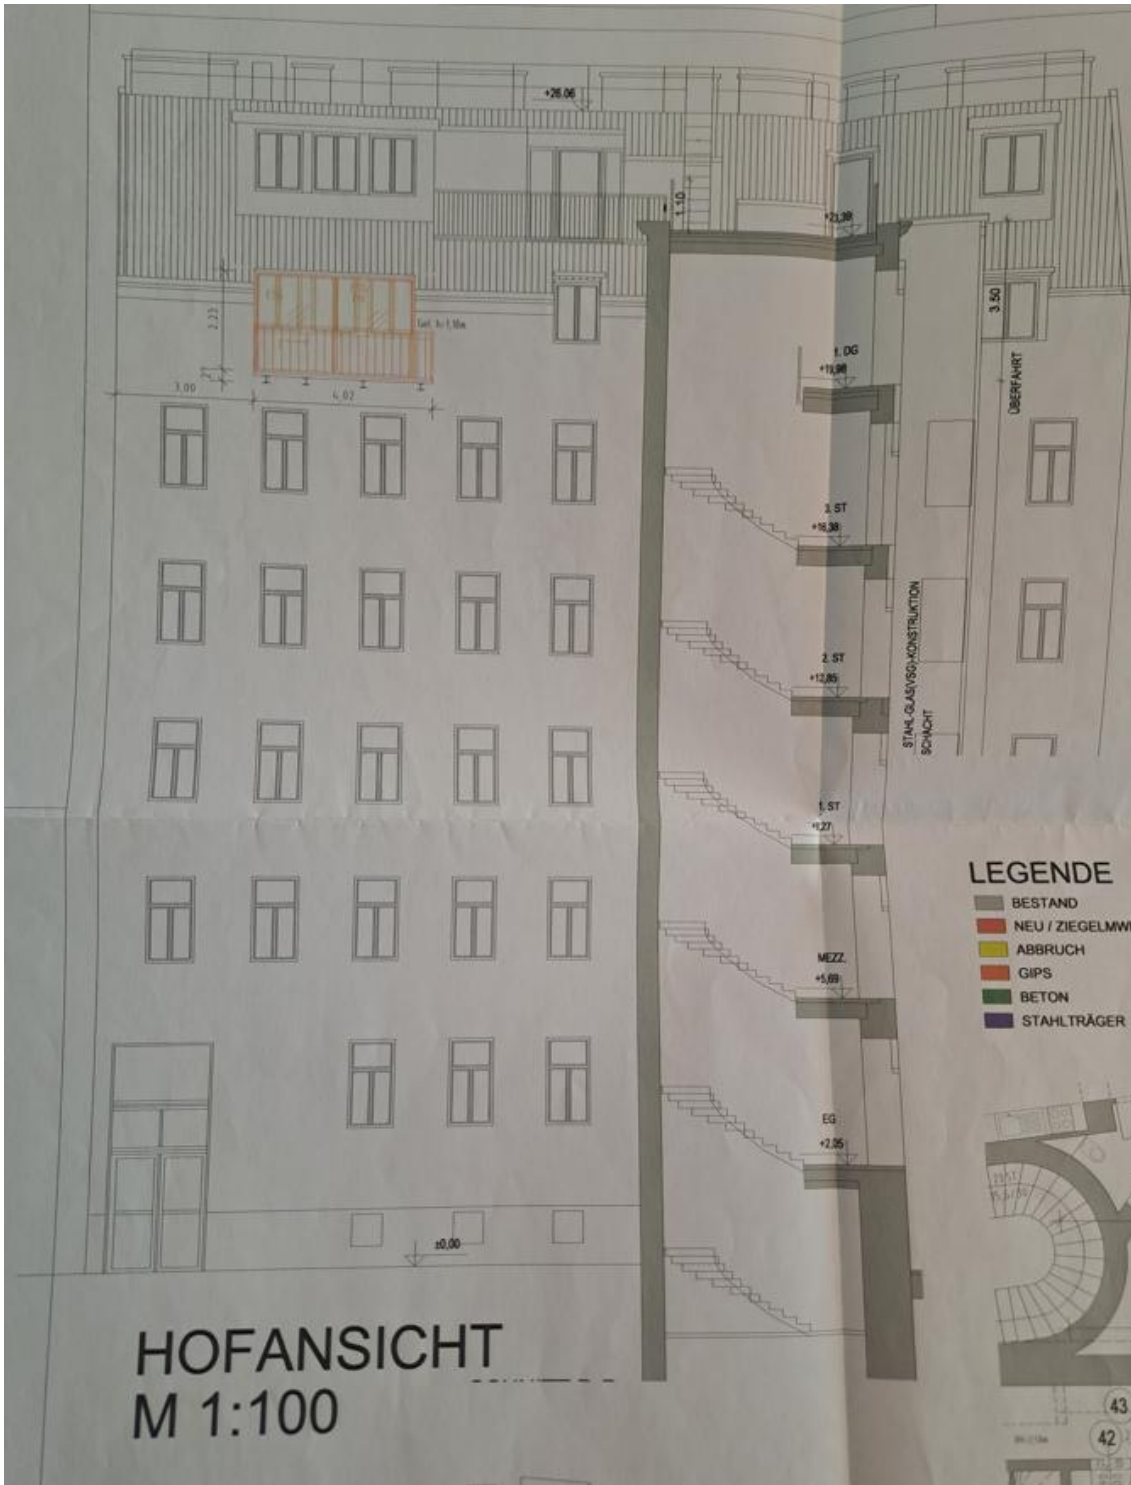 +26.06
1.10
+23,39
2,23
Gel. h=1,10m
3.50
1. DG
+19,98
3,00
4,02
ÜBERFAHRT
3. ST
+16,38
STAHL-GLAS(VSG)-KONSTRUKTION
SCHACHT
2. ST
+12,85
1. ST
LEGENDE
BESTAND
NEU / ZIEGELMW
ABBRUCH
GIPS
BETON
STAHLTRÄGER
MEZZ.
+5,69
EG
+2,05
±0,00
HOFANSICHT
M 1:100
43
42